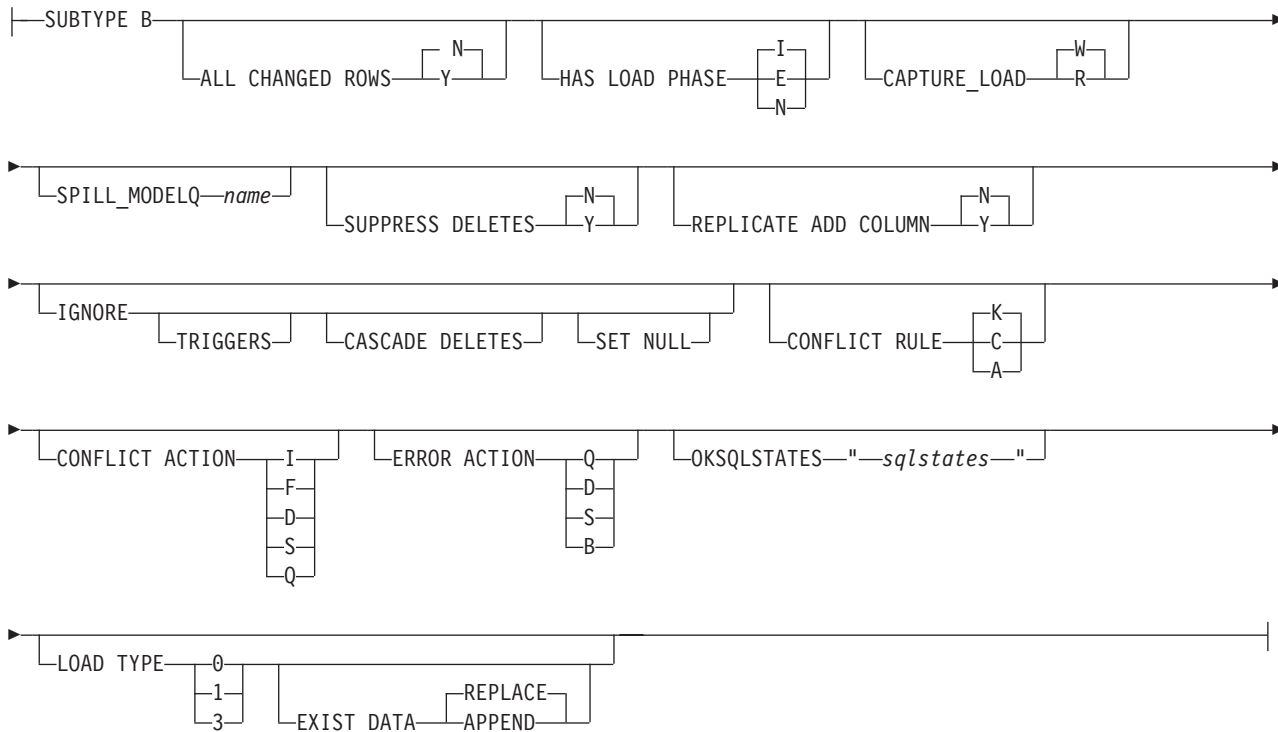 SUBTYPE B
N
I
W
ALL CHANGED ROWS Y HAS LOAD PHASE E CAPTURE_LOAD R
N
N N
SPILL_MODELQ name SUPPRESS DELETES Y REPLICATE ADD COLUMN Y
IGNORE K
TRIGGERS CASCADE DELETES SET NULL CONFLICT RULE C
A
CONFLICT ACTION I ERROR ACTION Q OKSQLSTATES " sqlstates "
F D
D S
S B
Q
LOAD TYPE 0
1 REPLACE
3 EXIST DATA APPEND